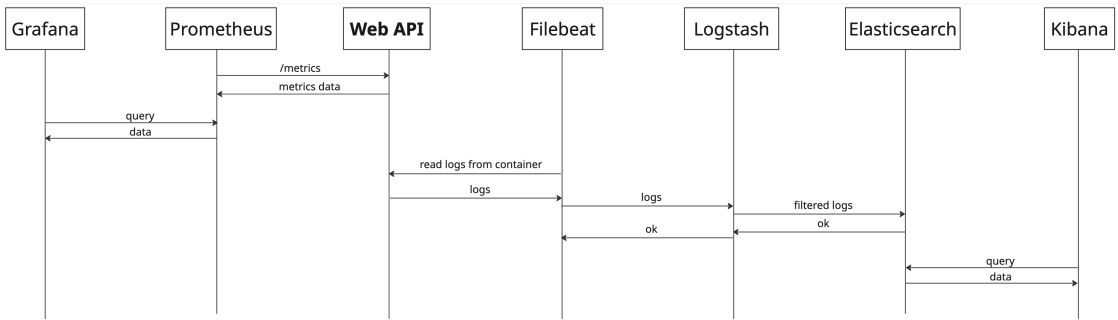 Grafana
Prometheus
Web API
Filebeat
Logstash
Elasticsearch
Kibana
/metrics
metrics data
query
data
read logs from container
logs
logs
filtered logs
ok
ok
query
data